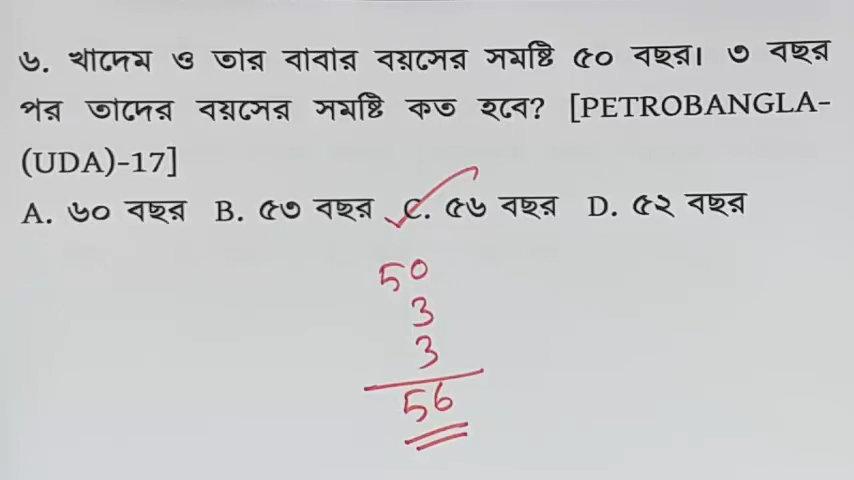 ৬. খাদেম ও তার বাবার বয়সের সমষ্টি ৫০ বছর। ৩ বছর
পর তাদের বয়সের সমষ্টি কত হবে? [PETROBANGLA-
(UDA)-17]
A. ৬০ বছর B. ৫৩ বছর C. ৫৬ বছর D. ৫২ বছর
50
3
3
56